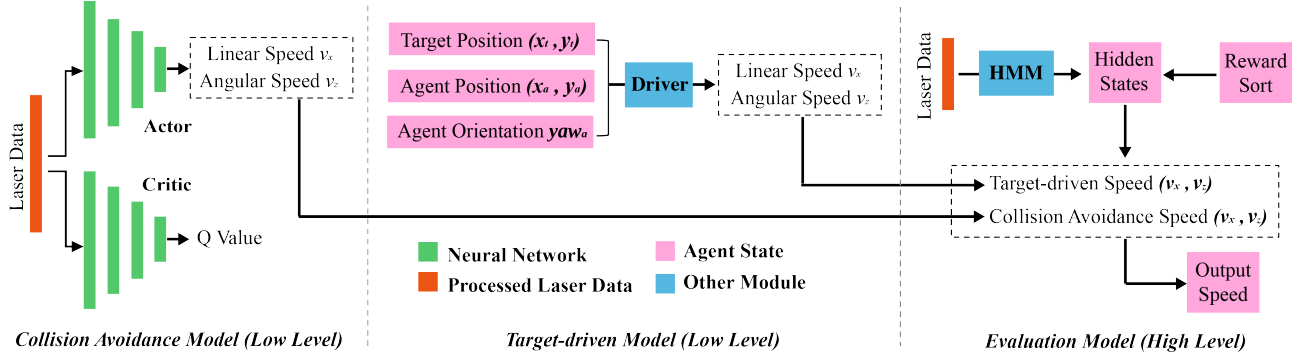 Laser Data
Actor
Critic
Linear Speed vx
Angular Speed vz
Q Value
Collision Avoidance Model (Low Level)
Target Position (xt , yt)
Agent Position (xa , ya)
Agent Orientation yawa
Driver
Linear Speed vx
Angular Speed vz
Neural Network
Processed Laser Data
Agent State
Other Module
Target-driven Model (Low Level)
Laser Data
HMM
Hidden
States
Reward
Sort
Target-driven Speed (vx , vz)
Collision Avoidance Speed (vx , vz)
Output
Speed
Evaluation Model (High Level)